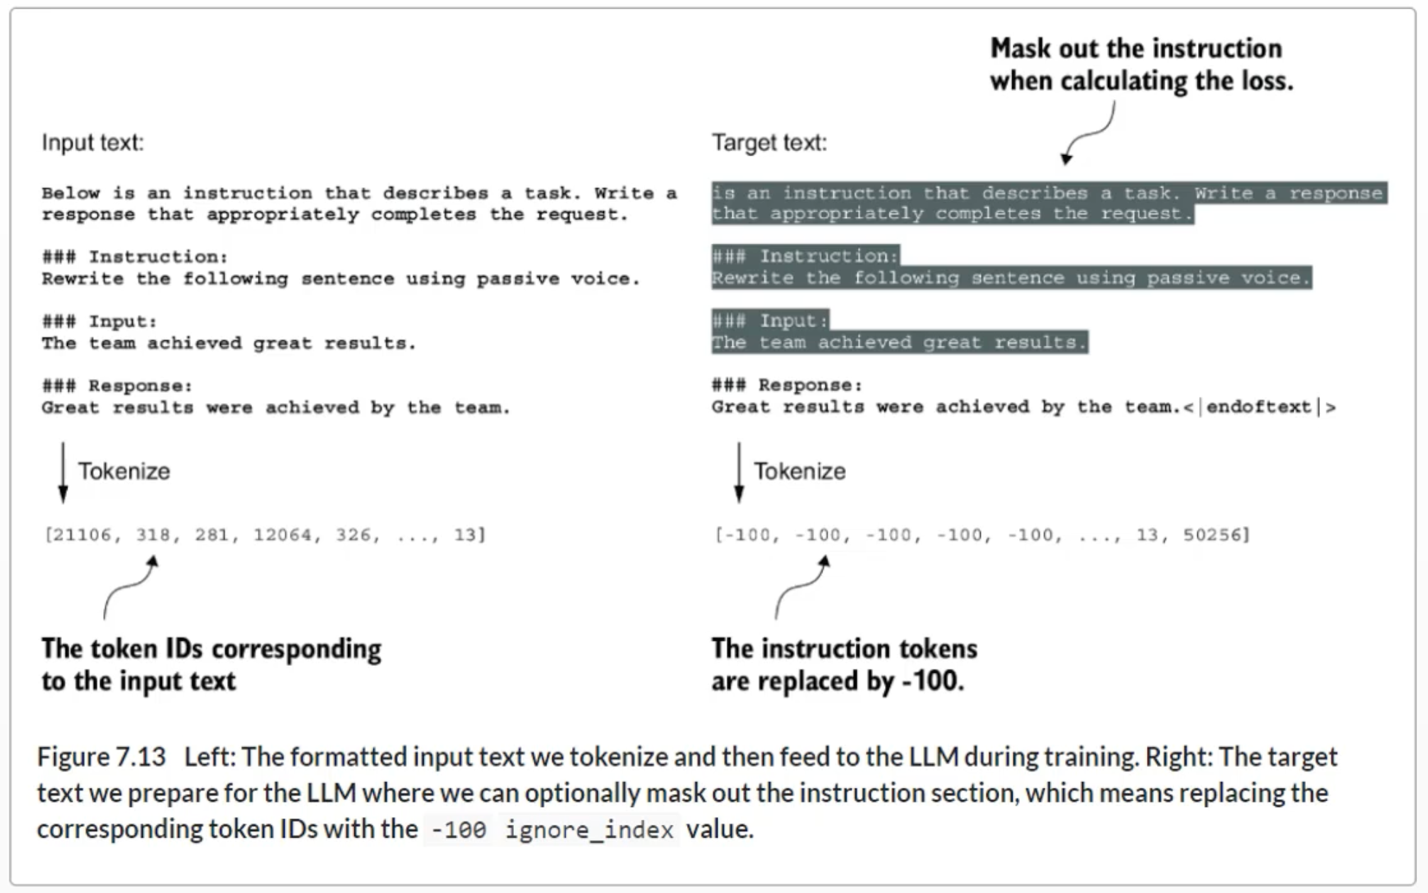 Mask out the instruction
when calculating the loss.
Input text:
Below is an instruction that describes a task. Write a
response that appropriately completes the request.
### Instruction:
Rewrite the following sentence using passive voice.
### Input:
The team achieved great results.
### Response:
Great results were achieved by the team.
Tokenize
[21106, 318, 281, 12064, 326, ..., 13]
The token IDs corresponding
to the input text
Target text:
is an instruction that describes a task. Write a response
that appropriately completes the request.
### Instruction:
Rewrite the following sentence using passive voice.
### Input:
The team achieved great results.
### Response:
Great results were achieved by the team.<|endoftext|>
Tokenize
[-100, -100, -100, -100, -100, ..., 13, 50256]
The instruction tokens
are replaced by -100.
Figure 7.13 Left: The formatted input text we tokenize and then feed to the LLM during training. Right: The target
text we prepare for the LLM where we can optionally mask out the instruction section, which means replacing the
corresponding token IDs with the -100 ignore_index value.